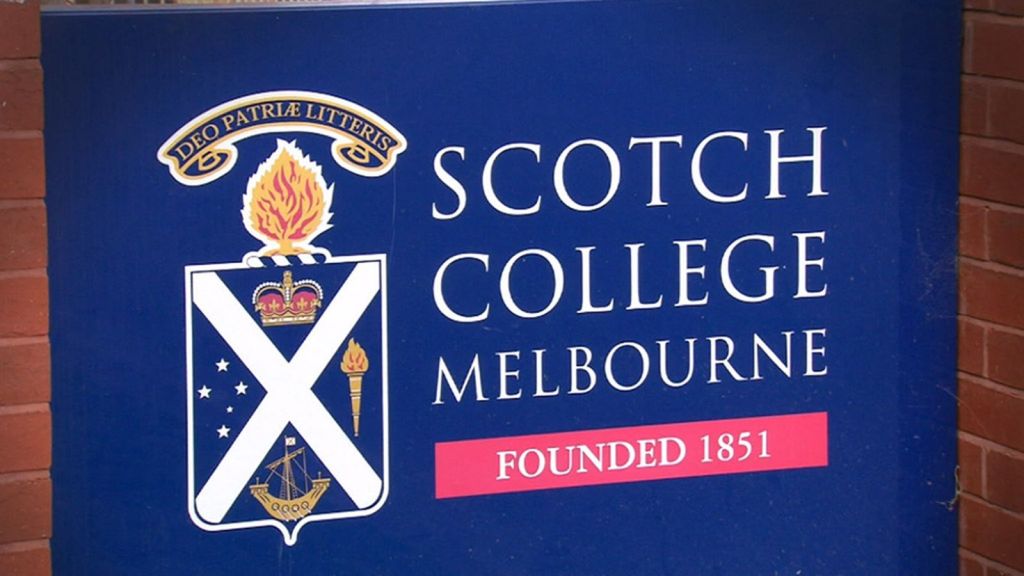 DEO PATRIÆ LITTERIS
SCOTCH
COLLEGE
MELBOURNE
FOUNDED 1851